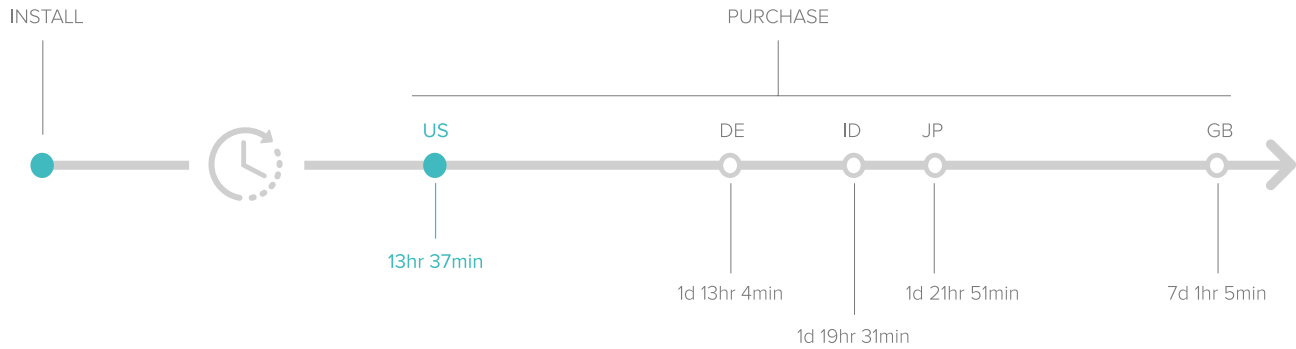 INSTALL
PURCHASE
US
DE
ID
JP
GB
13hr 37min
1d 13hr 4min
1d 21hr 51min
7d 1hr 5min
1d 19hr 31min